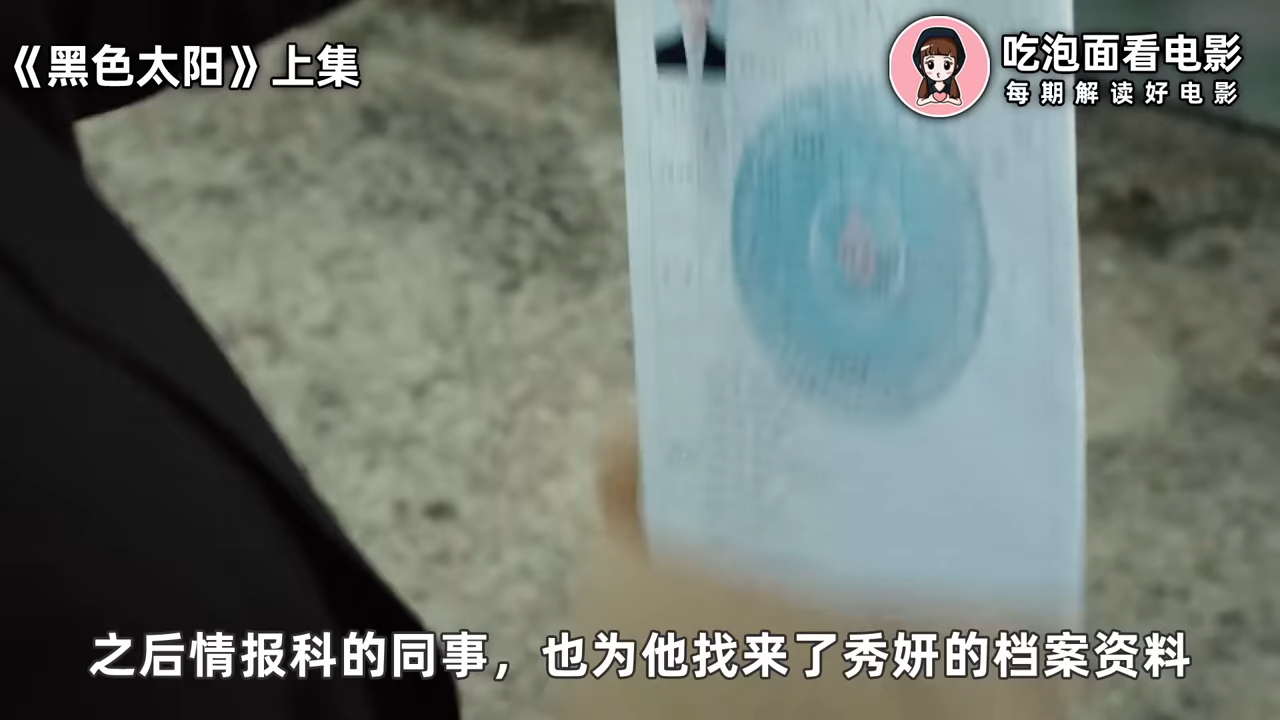 《黑色太阳》上集
吃泡面看电影
每期解读好电影
之后情报科的同事，也为他找来了秀妍的档案资料